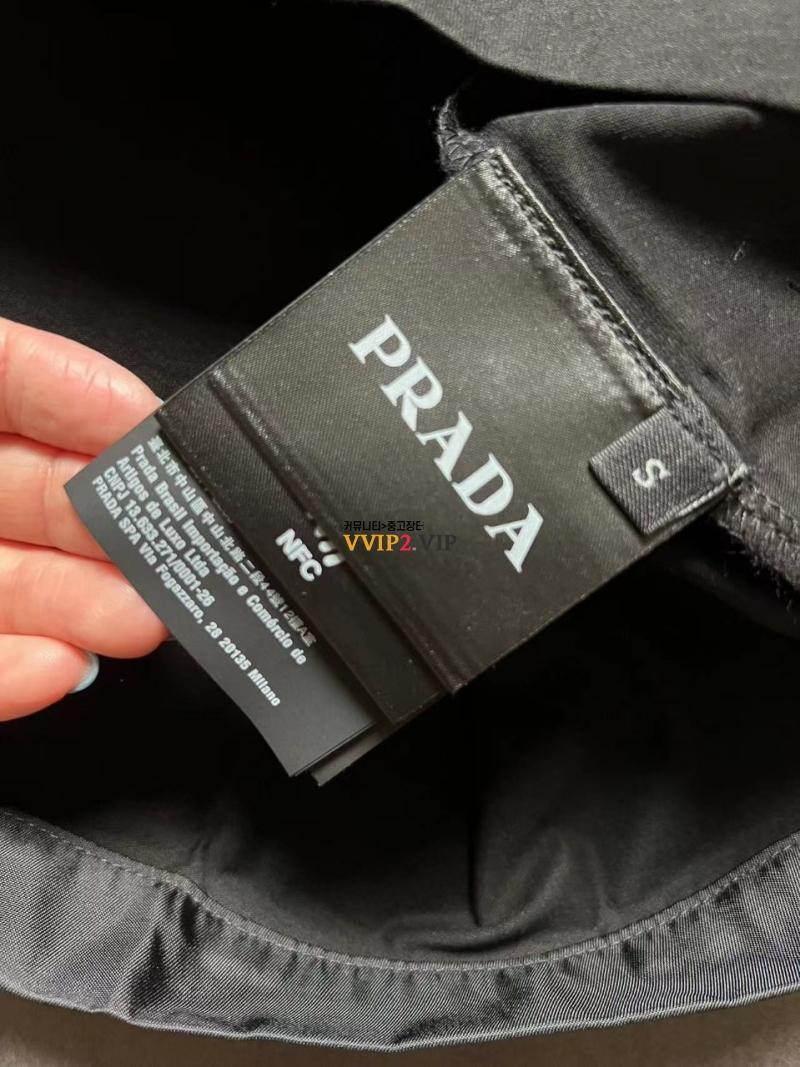 PRADA
S
커뮤니티>중고장터
VVIP2.VIP
NFC
Prada Brasil Importação e Comércio de
Artigos de Luxo Ltda
CNPJ 13.633.271/0001-28
PRADA SPA Via Fogazzaro, 28 20135 Milano